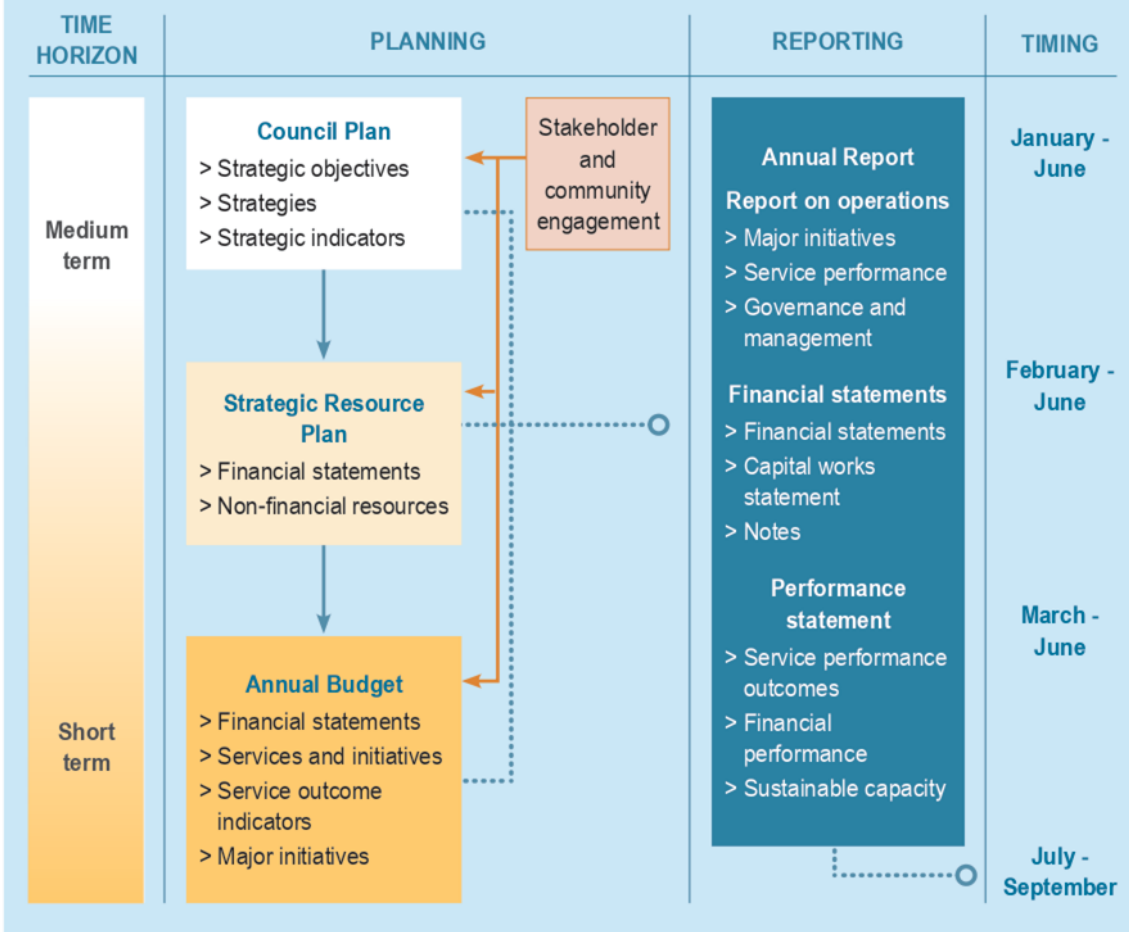 TIME
HORIZON
PLANNING
REPORTING
TIMING
Medium
term
Short
term
Council Plan
> Strategic objectives
> Strategies
> Strategic indicators
Stakeholder
and
community
engagement
Strategic Resource
Plan
> Financial statements
> Non-financial resources
Annual Budget
> Financial statements
> Services and initiatives
> Service outcome
indicators
> Major initiatives
Annual Report
Report on operations
> Major initiatives
> Service performance
> Governance and
management
Financial statements
> Financial statements
> Capital works
statement
> Notes
Performance
statement
> Service performance
outcomes
> Financial
performance
> Sustainable capacity
January -
June
February -
June
March -
June
July -
September